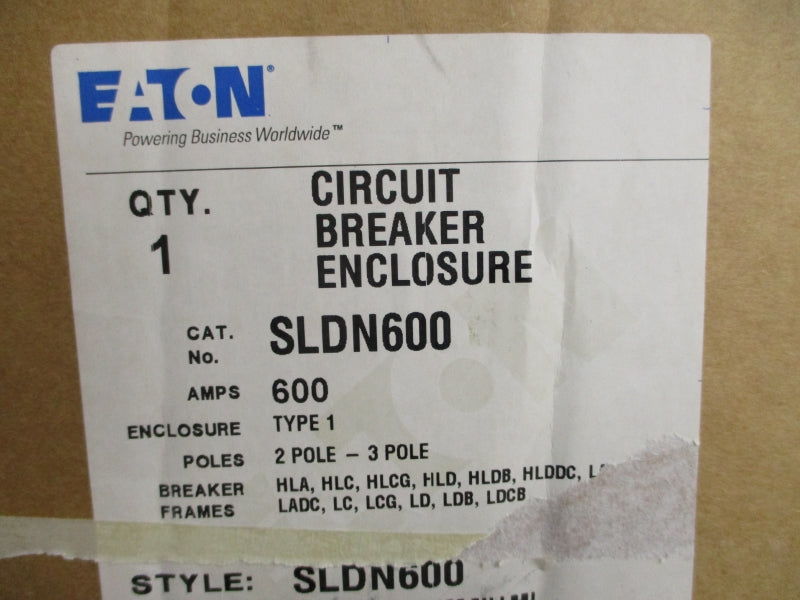 EATON®
Powering Business Worldwide™
QTY. CIRCUIT
BREAKER
1 ENCLOSURE
CAT. No. SLDN600
AMPS 600
ENCLOSURE TYPE 1
POLES 2 POLE – 3 POLE
BREAKER FRAMES HLA, HLC, HLCG, HLD, HLDB, HLDDC,
LADC, LC, LCG, LD, LDB, LDCB
STYLE: SLDN600